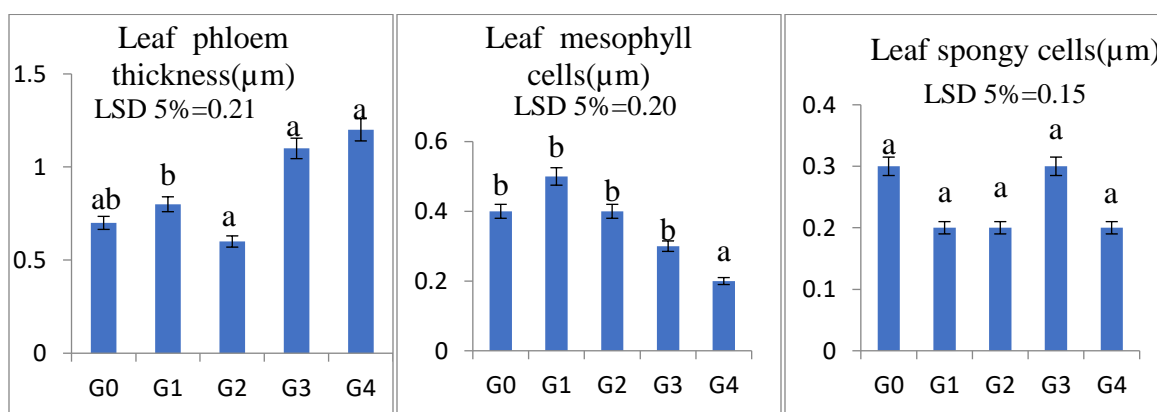 Leaf phloem
thickness(µm)
LSD 5%=0.21
1.5
1
0.5
0
ab
b
a
a
a
G0 G1 G2 G3 G4
Leaf mesophyll
cells(µm)
LSD 5%=0.20
0.6
0.4
0.2
0
b
b
b
b
a
G0 G1 G2 G3 G4
Leaf spongy cells(µm)
LSD 5%=0.15
0.4
0.3
0.2
0.1
0
a
a
a
a
a
G0 G1 G2 G3 G4